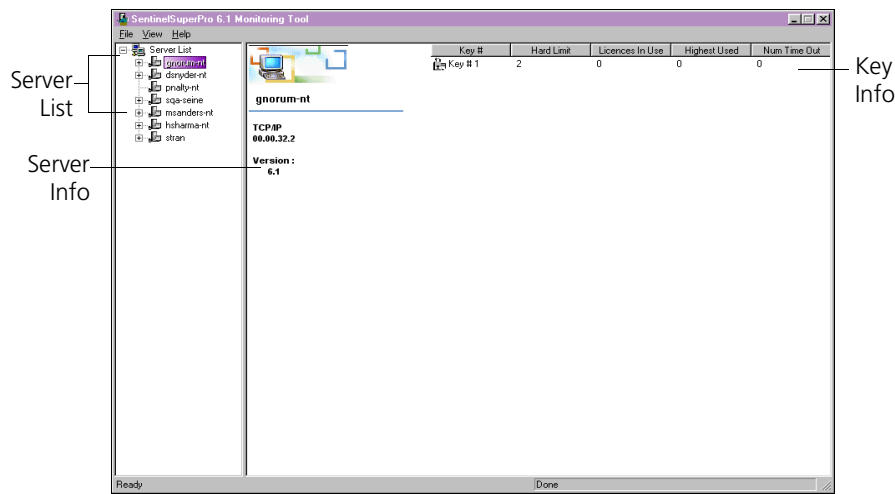 SentinelSuperPro 6.1 Monitoring Tool
File View Help
Server List
gnorum-nt
dsnyder-nt
pnalty-nt
sqa-seine
msanders-nt
hsharma-nt
stran
gnorum-nt
TCP/IP
00.00.32.2
Version :
6.1
Key # Hard Limit Licences In Use Highest Used Num Time Out
Key # 1 2 0 0 0
Ready Done
Server
List
Server
Info
Key
Info